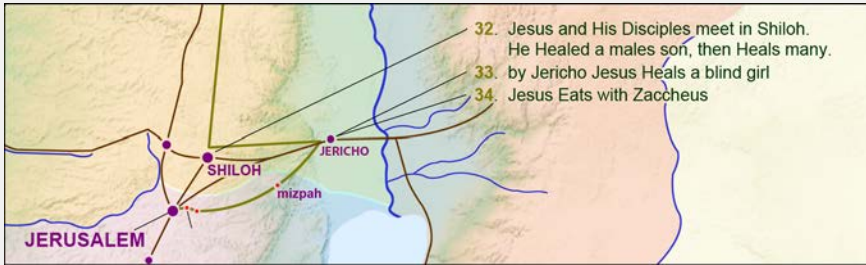 32. Jesus and His Disciples meet in Shiloh.
He Healed a males son, then Heals many.
33. by Jericho Jesus Heals a blind girl
34. Jesus Eats with Zaccheus
JERICHO
SHILOH
mizpah
JERUSALEM